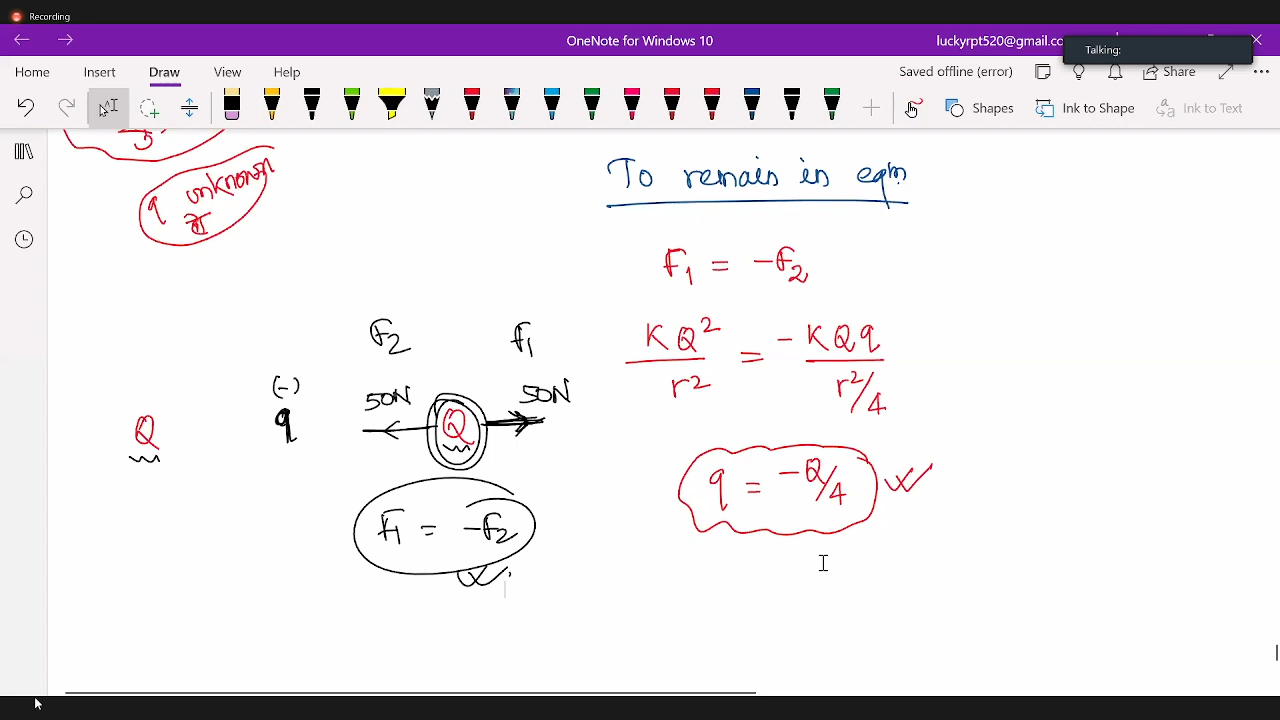 Recording
OneNote for Windows 10
luckyrpt520@gmail.co
Talking:
Home Insert Draw View Help
Saved offline (error)
Share
Shapes
Ink to Shape
Ink to Text
q unknown है
To remain in eqm.
F₁ = -F₂
KQ²/r² = -KQq/r²/4
q = -Q/4
F₂ F₁
50N 50N
(-)
Q q Q
F₁ = -F₂